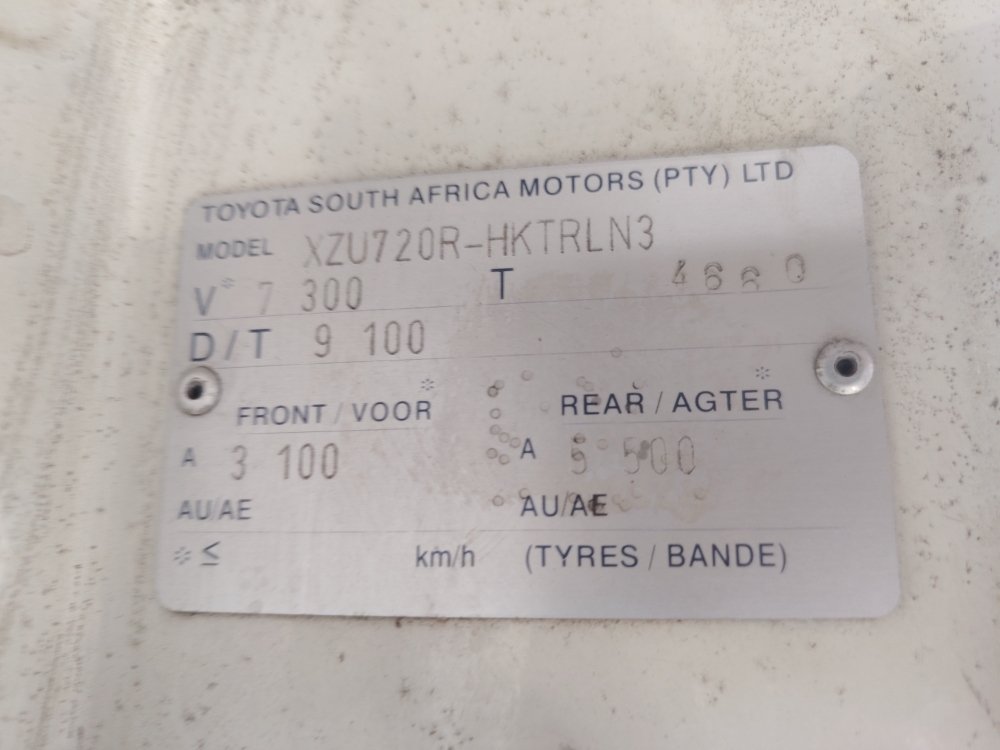 TOYOTA SOUTH AFRICA MOTORS (PTY) LTD
MODEL XZU720R-HKTRLN3
V* 7 300 T 4660
D/T 9 100
FRONT/VOOR* REAR/AGTER*
A 3 100 A 5 500
AU/AE AU/AE
*≤ km/h (TYRES/BANDE)